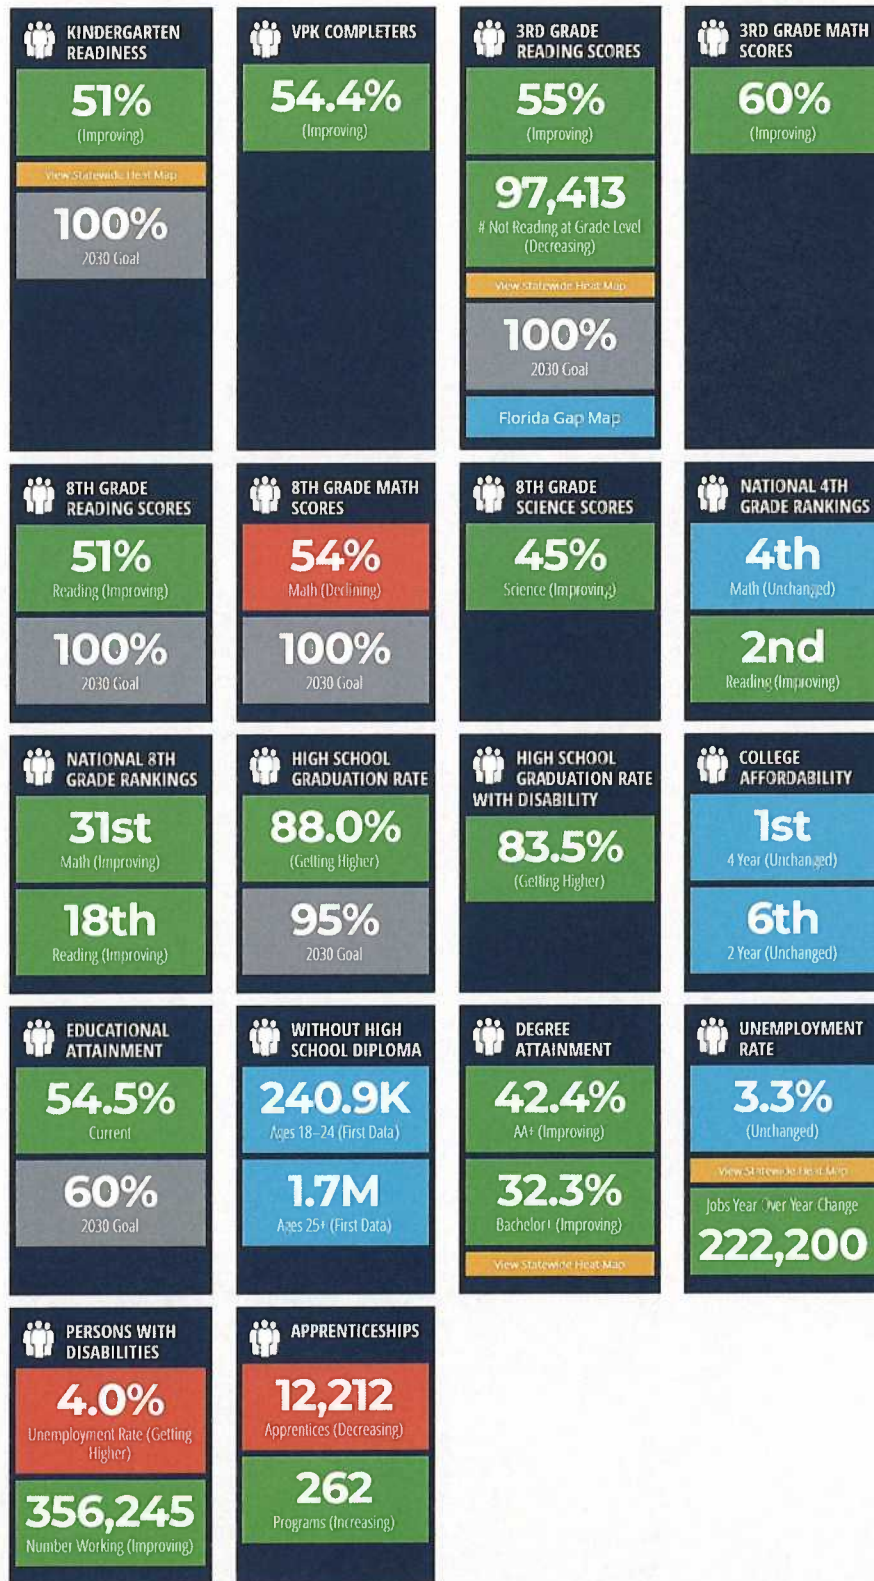 KINDERGARTEN
READINESS
51%
(Improving)
View Statewide Heat Map
100%
2030 Goal
VPK COMPLETERS
54.4%
(Improving)
3RD GRADE
READING SCORES
55%
(Improving)
97,413
# Not Reading at Grade Level
(Decreasing)
View Statewide Heat Map
100%
2030 Goal
Florida Gap Map
3RD GRADE MATH
SCORES
60%
(Improving)
8TH GRADE
READING SCORES
51%
Reading (Improving)
100%
2030 Goal
8TH GRADE MATH
SCORES
54%
Math (Declining)
100%
2030 Goal
8TH GRADE
SCIENCE SCORES
45%
Science (Improving)
NATIONAL 4TH
GRADE RANKINGS
4th
Math (Unchanged)
2nd
Reading (Improving)
NATIONAL 8TH
GRADE RANKINGS
31st
Math (Improving)
18th
Reading (Improving)
HIGH SCHOOL
GRADUATION RATE
88.0%
(Getting Higher)
95%
2030 Goal
HIGH SCHOOL
GRADUATION RATE
WITH DISABILITY
83.5%
(Getting Higher)
COLLEGE
AFFORDABILITY
1st
4 Year (Unchanged)
6th
2 Year (Unchanged)
EDUCATIONAL
ATTAINMENT
54.5%
Current
60%
2030 Goal
WITHOUT HIGH
SCHOOL DIPLOMA
240.9K
Ages 18–24 (First Data)
1.7M
Ages 25+ (First Data)
DEGREE
ATTAINMENT
42.4%
AA+ (Improving)
32.3%
Bachelor+ (Improving)
View Statewide Heat Map
UNEMPLOYMENT
RATE
3.3%
(Unchanged)
View Statewide Heat Map
Jobs Year Over Year Change
222,200
PERSONS WITH
DISABILITIES
4.0%
Unemployment Rate (Getting
Higher)
356,245
Number Working (Improving)
APPRENTICESHIPS
12,212
Apprentices (Decreasing)
262
Programs (Increasing)